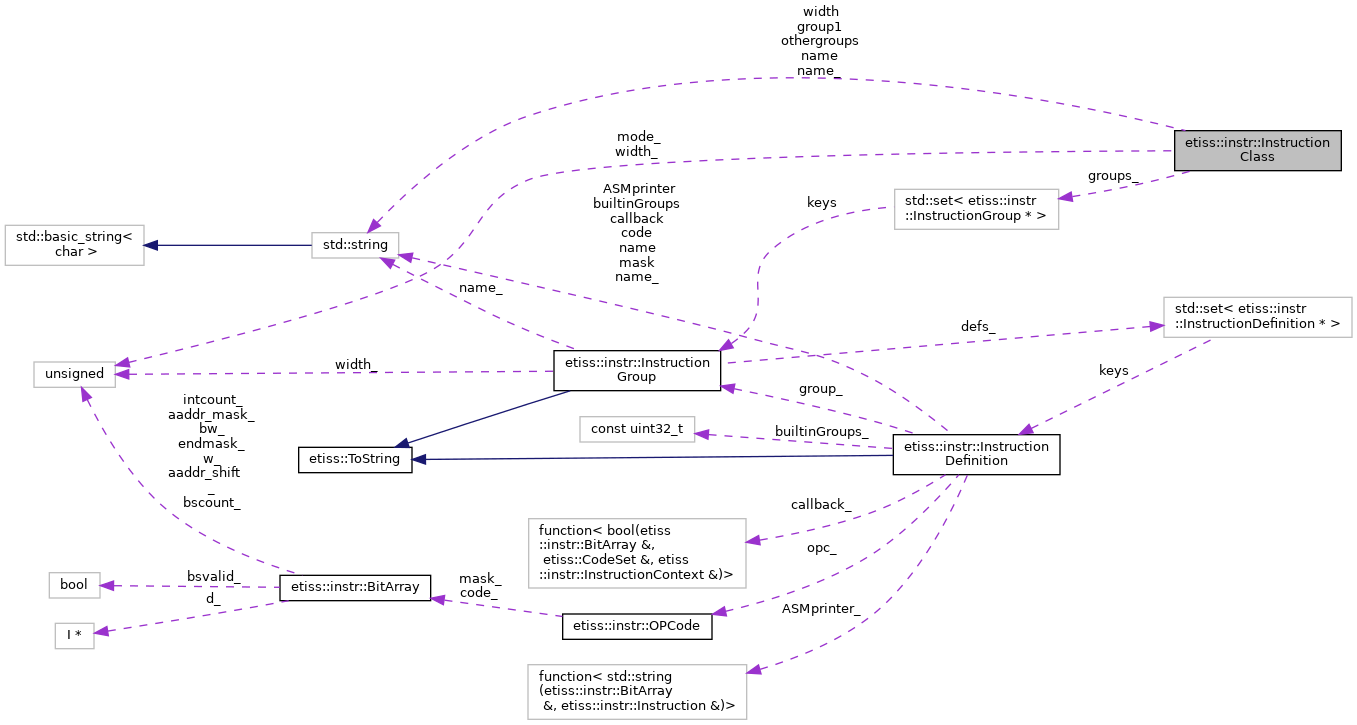 width
group1
othergroups
name
name_
mode_
width_
etiss::instr::Instruction
Class
groups_
ASMprinter
builtinGroups
callback
code
name
mask
name_
keys
std::set< etiss::instr
::InstructionGroup * >
std::basic_string<
char >
std::string
name_
std::set< etiss::instr
::InstructionDefinition * >
defs_
unsigned
width_
etiss::instr::Instruction
Group
keys
group_
intcount_
aaddr_mask_
bw_
endmask_
w_
aaddr_shift
_
bscount_
const uint32_t
builtinGroups_
etiss::ToString
etiss::instr::Instruction
Definition
callback_
function< bool(etiss
::instr::BitArray &,
etiss::CodeSet &, etiss
::instr::InstructionContext &)>
opc_
bool
bsvalid_
etiss::instr::BitArray
mask_
code_
d_
I *
etiss::instr::OPCode
ASMprinter_
function< std::string
(etiss::instr::BitArray
&, etiss::instr::Instruction &)>